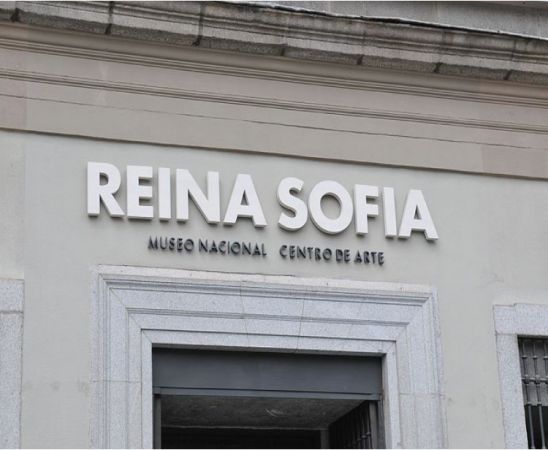 REINA SOFIA
MUSEO NACIONAL CENTRO DE ARTE